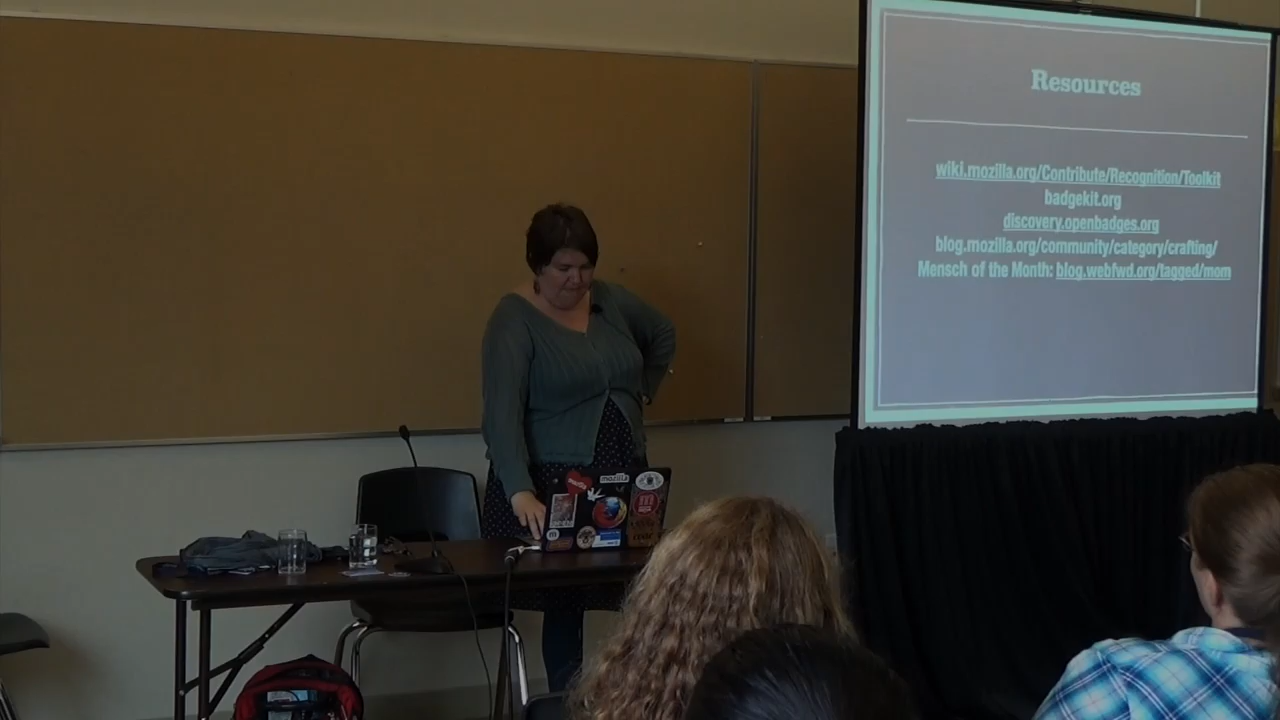 Resources
wiki.mozilla.org/Contribute/Recognition/Toolkit
badgekit.org
discovery.openbadges.org
blog.mozilla.org/community/category/crafting/
Mensch of the Month: blog.webfwd.org/tagged/mom
mozilla